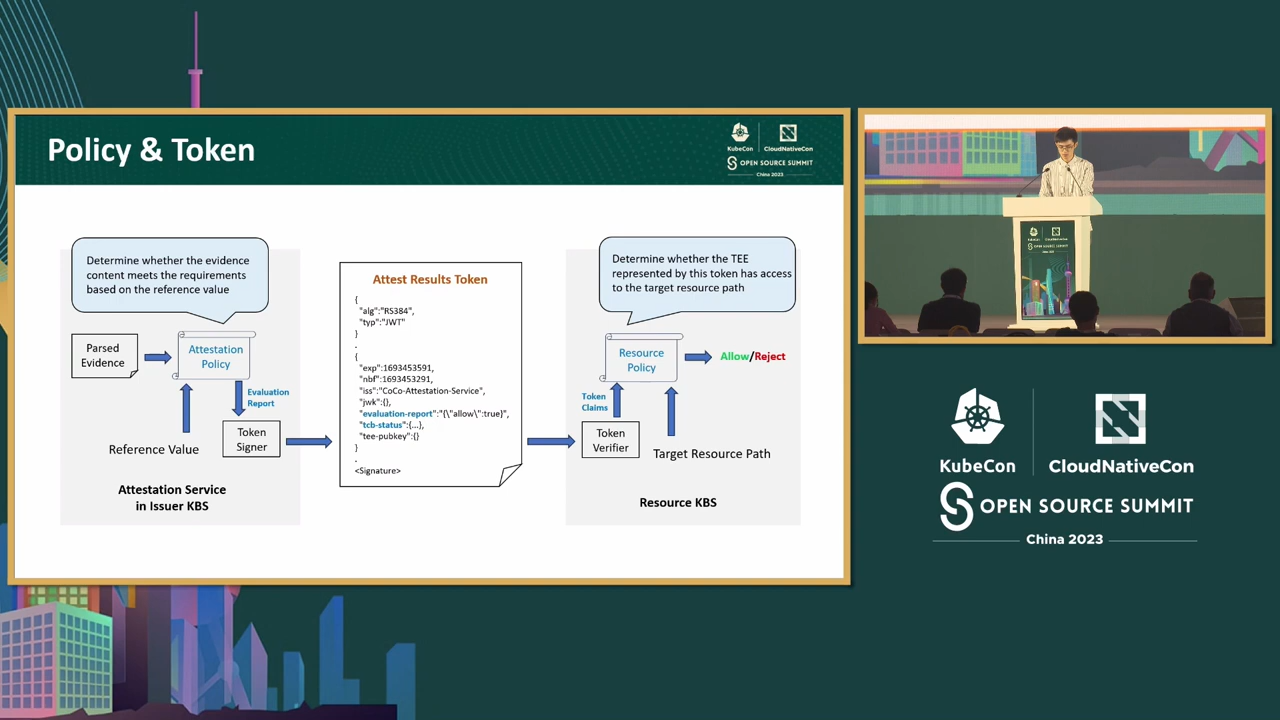 Policy & Token
KubeCon
CloudNativeCon
OPEN SOURCE SUMMIT
China 2023
Determine whether the evidence
content meets the requirements
based on the reference value
Parsed
Evidence
Attestation
Policy
Evaluation
Report
Reference Value
Token
Signer
Attestation Service
in Issuer KBS
Attest Results Token
{
"alg":"RS384",
"typ":"JWT"
}
.
{
"exp":1693453591,
"nbf":1693453291,
"iss":"CoCo-Attestation-Service",
"jwk":{},
"evaluation-report":"{\"allow\":true}",
"tcb-status":{...},
"tee-pubkey":{}
}
.
<Signature>
Determine whether the TEE
represented by this token has access
to the target resource path
Resource
Policy
Allow/Reject
Token
Claims
Token
Verifier
Target Resource Path
Resource KBS
KubeCon
CloudNativeCon
OPEN SOURCE SUMMIT
China 2023